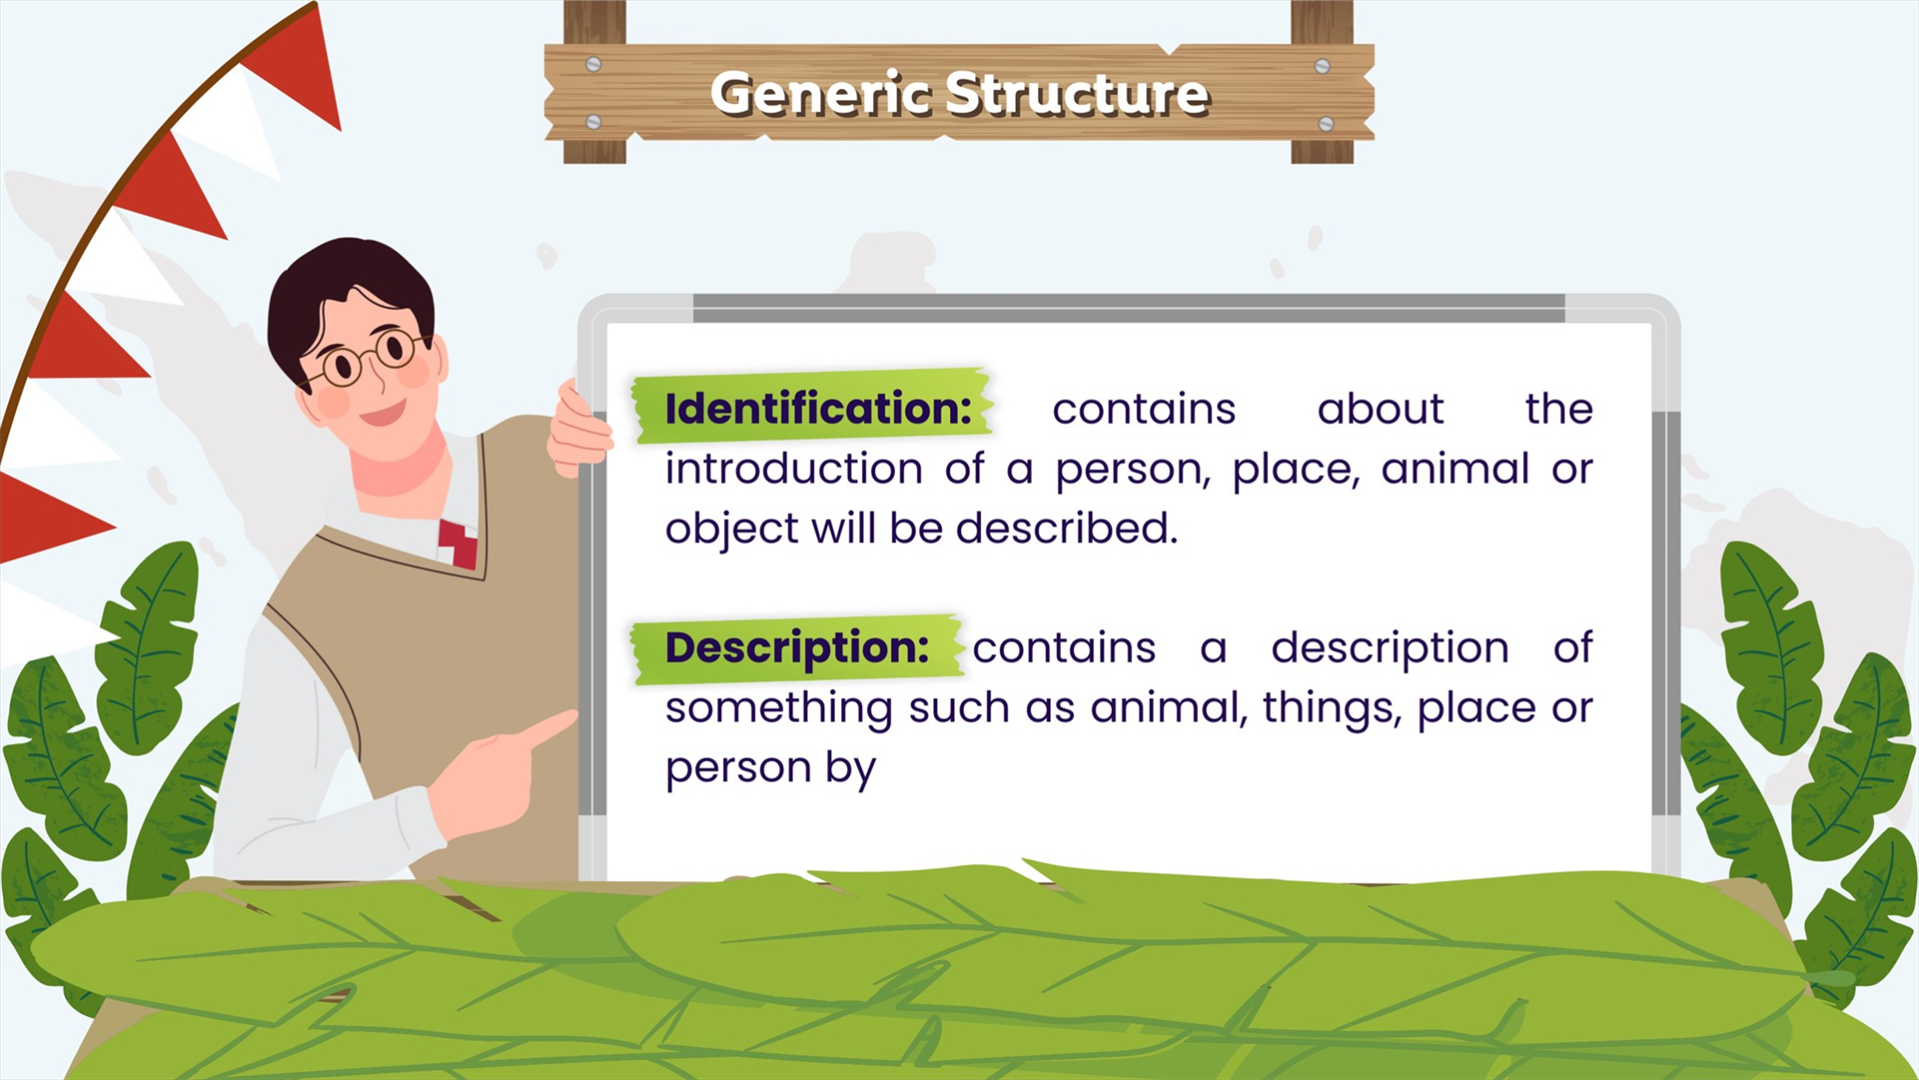 Generic Structure
Identification: contains about the
introduction of a person, place, animal or
object will be described.
Description: contains a description of
something such as animal, things, place or
person by